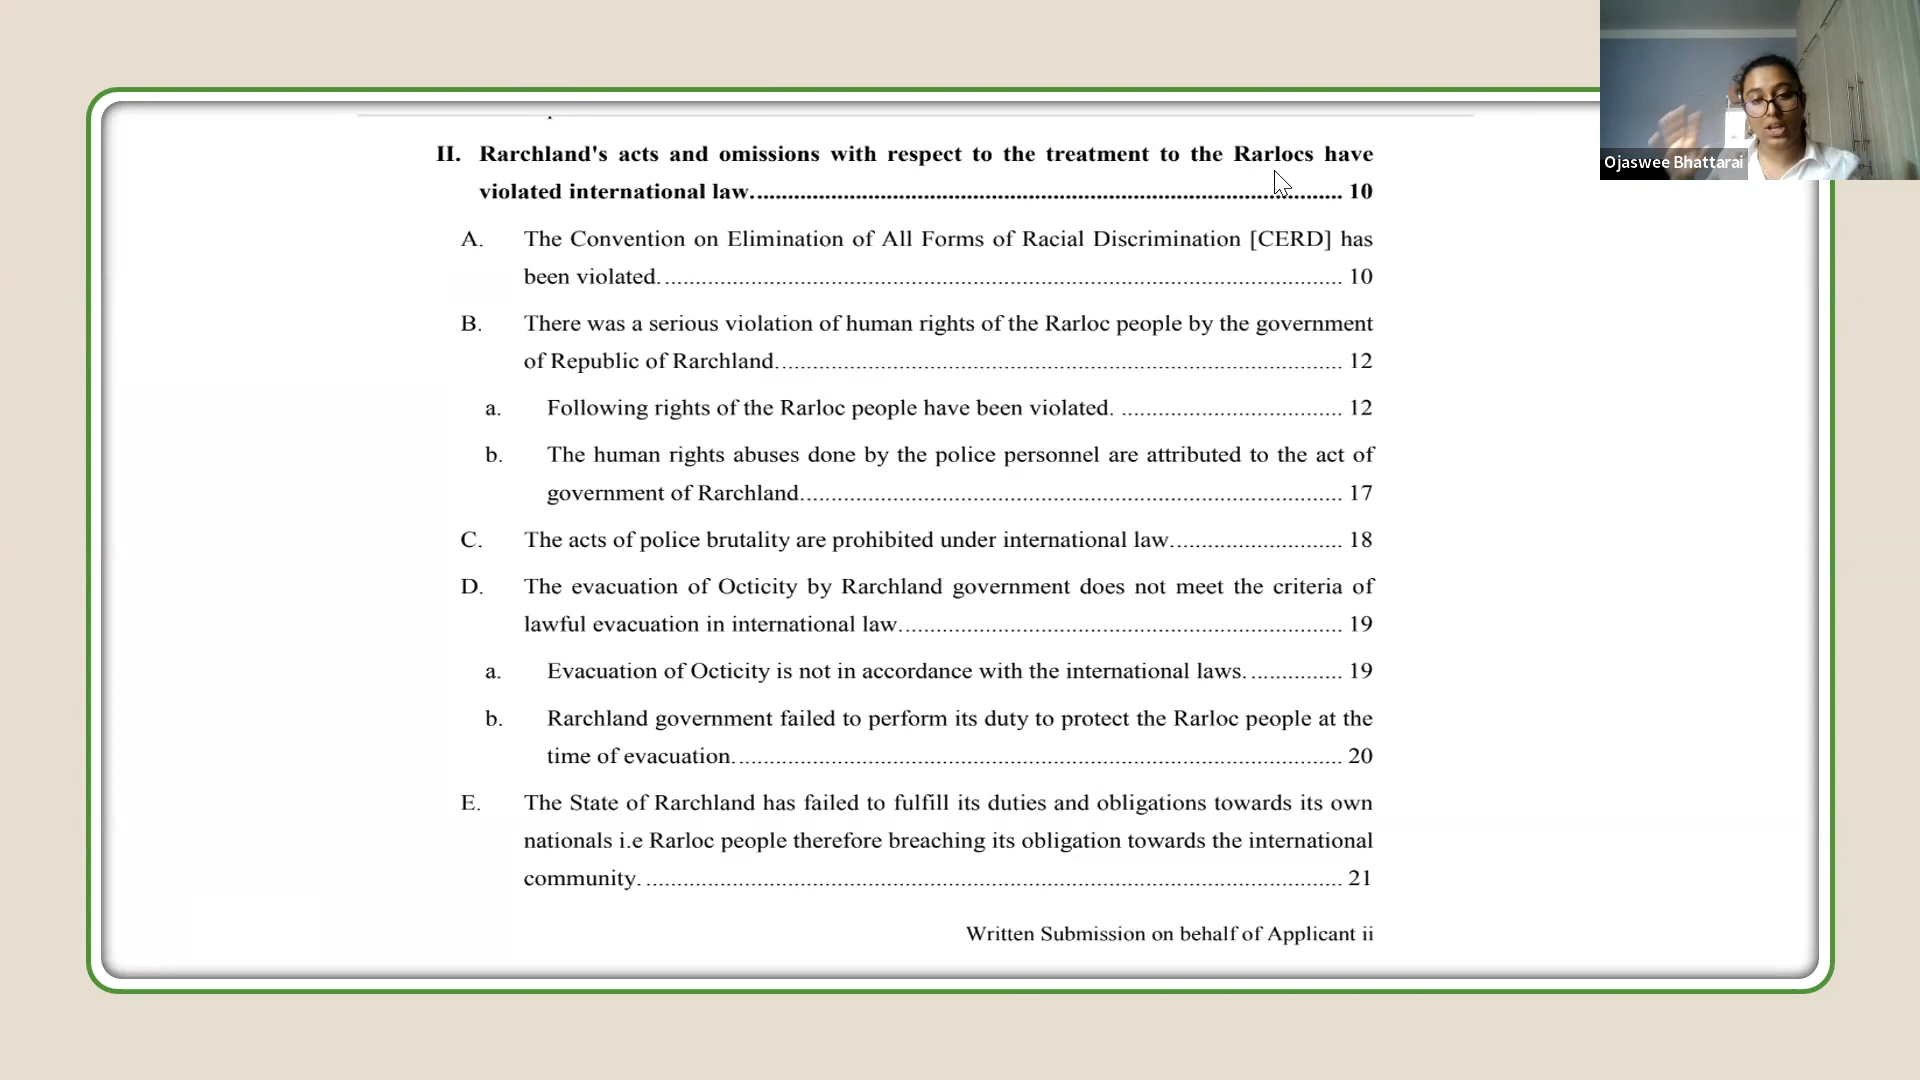 II. Rarchland's acts and omissions with respect to the treatment to the Rarlocs have
violated international law. 10
A. The Convention on Elimination of All Forms of Racial Discrimination [CERD] has
been violated. 10
B. There was a serious violation of human rights of the Rarloc people by the government
of Republic of Rarchland. 12
a. Following rights of the Rarloc people have been violated. 12
b. The human rights abuses done by the police personnel are attributed to the act of
government of Rarchland. 17
C. The acts of police brutality are prohibited under international law. 18
D. The evacuation of Octicity by Rarchland government does not meet the criteria of
lawful evacuation in international law. 19
a. Evacuation of Octicity is not in accordance with the international laws. 19
b. Rarchland government failed to perform its duty to protect the Rarloc people at the
time of evacuation. 20
E. The State of Rarchland has failed to fulfill its duties and obligations towards its own
nationals i.e Rarloc people therefore breaching its obligation towards the international
community. 21
Written Submission on behalf of Applicant ii
Ojaswee Bhattarai